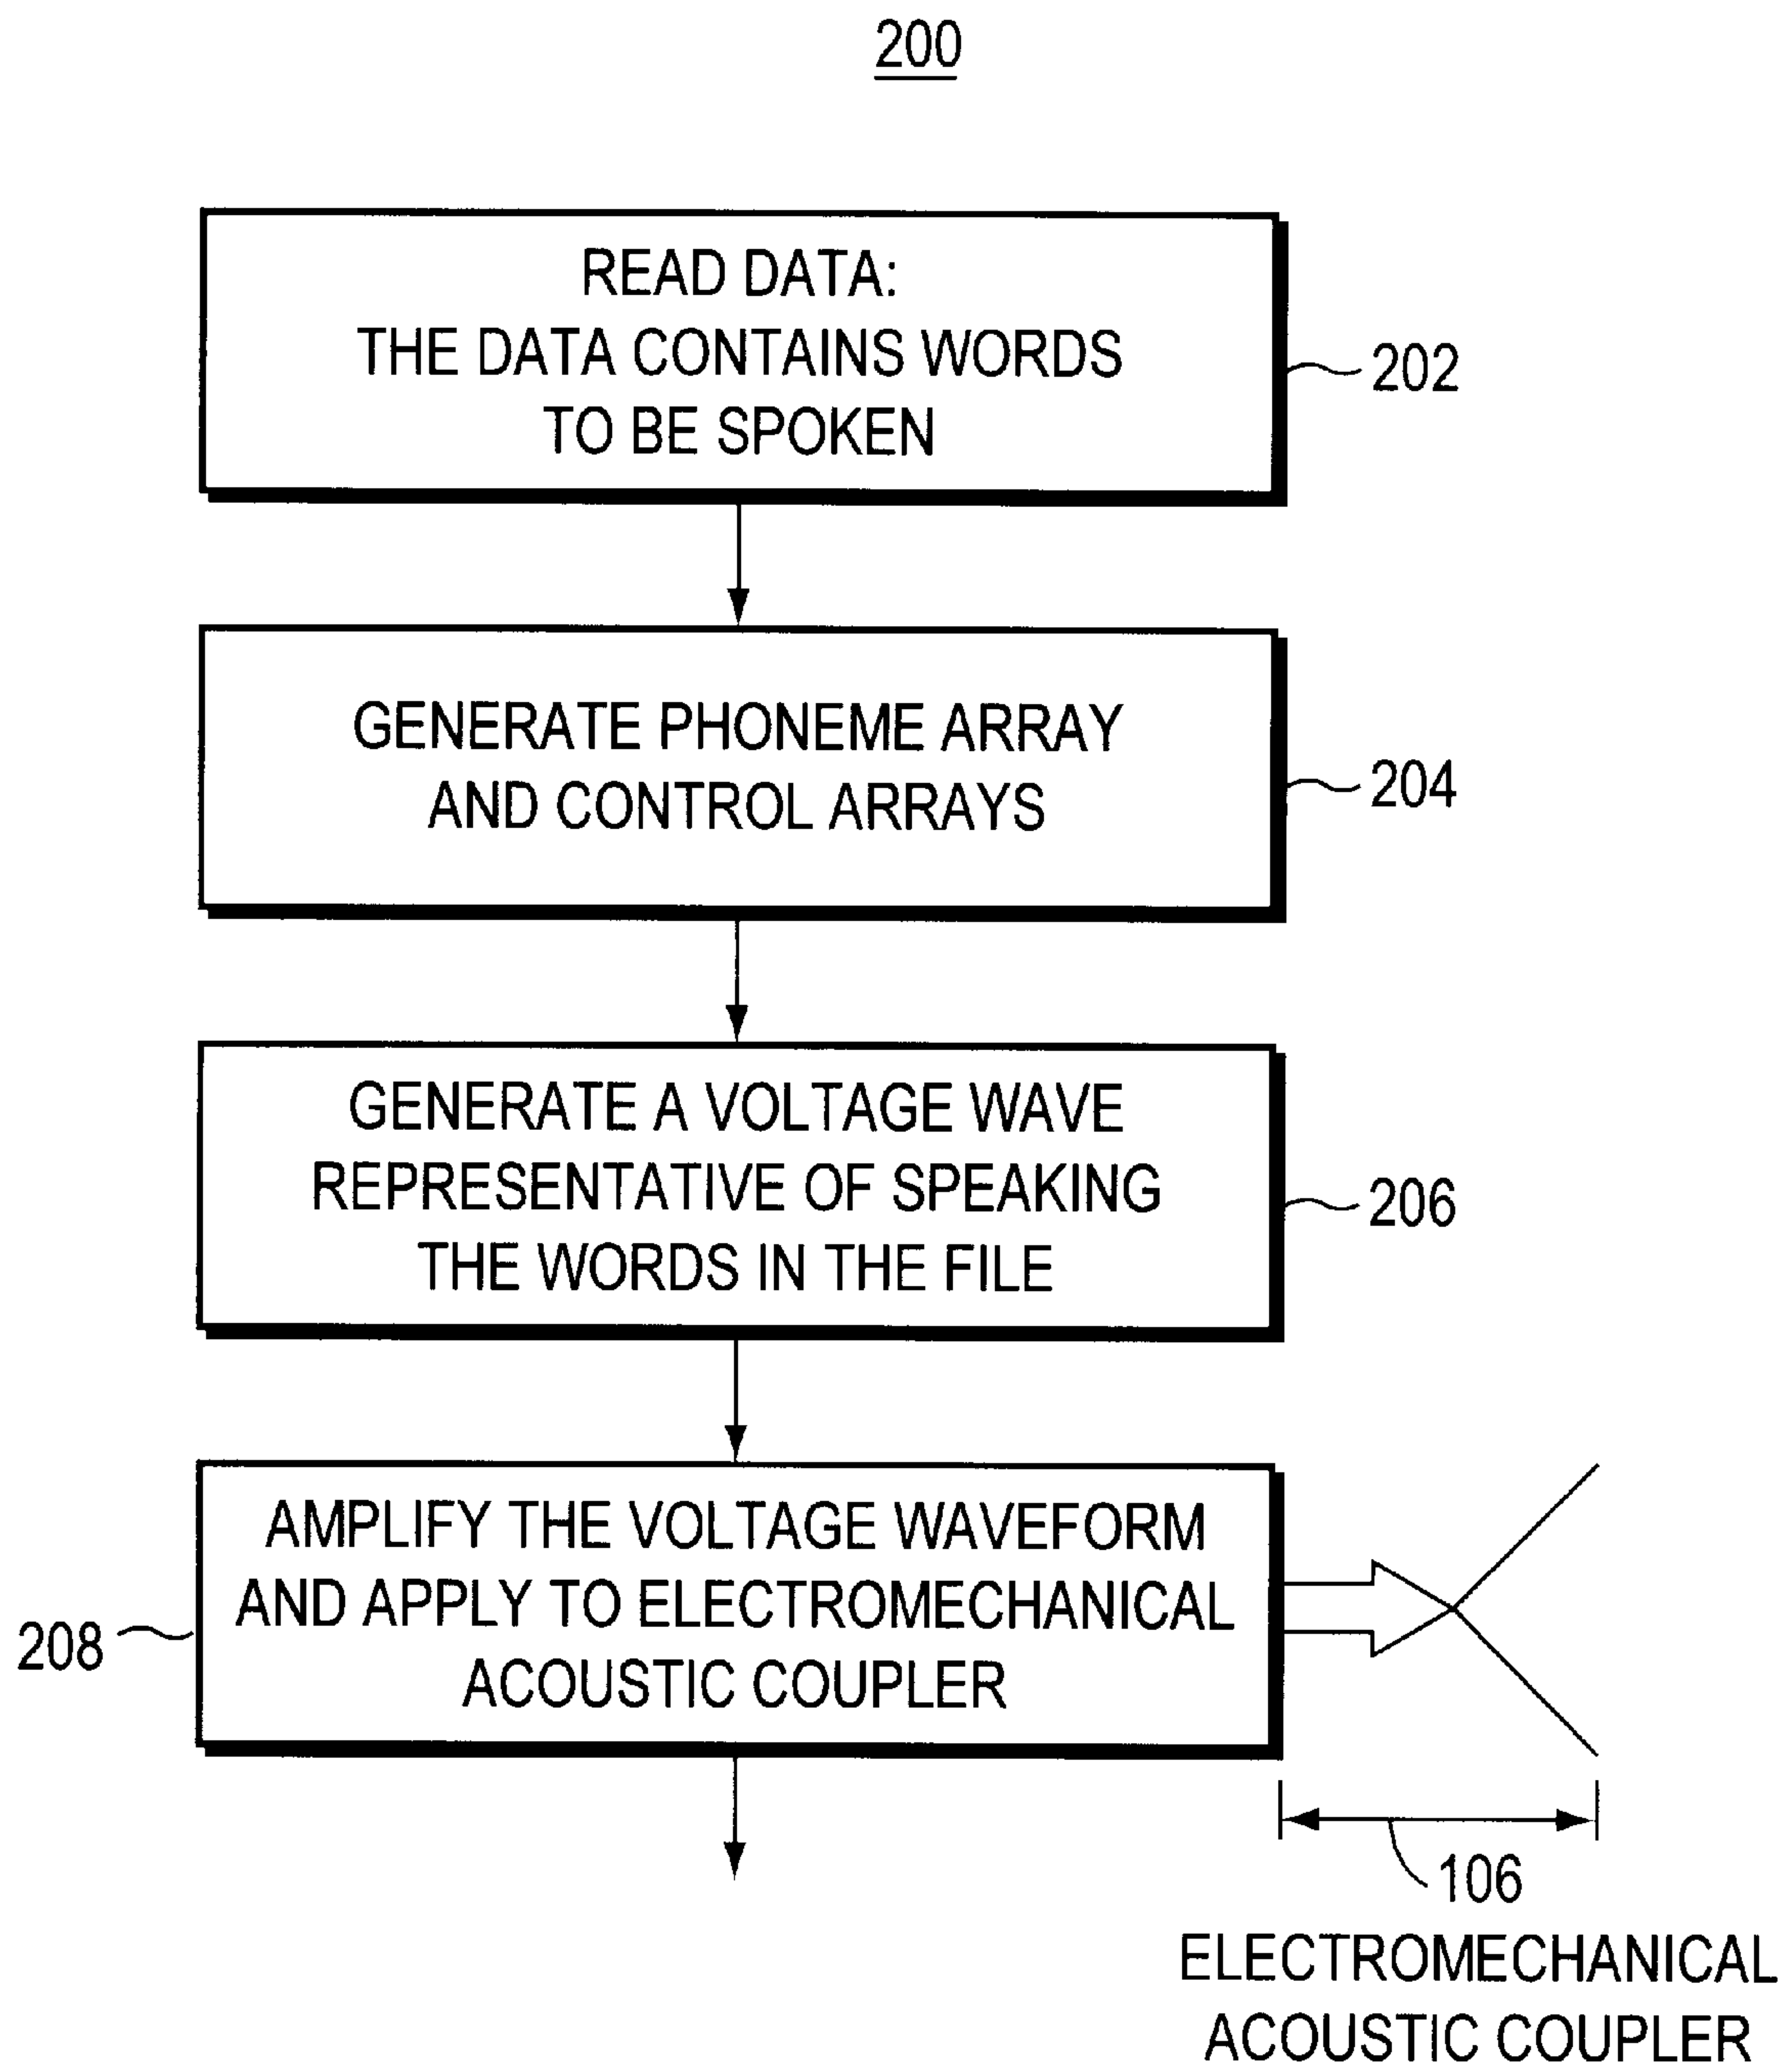 200
READ DATA:
THE DATA CONTAINS WORDS
TO BE SPOKEN
202
GENERATE PHONEME ARRAY
AND CONTROL ARRAYS
204
GENERATE A VOLTAGE WAVE
REPRESENTATIVE OF SPEAKING
THE WORDS IN THE FILE
206
AMPLIFY THE VOLTAGE WAVEFORM
AND APPLY TO ELECTROMECHANICAL
ACOUSTIC COUPLER
208
106
ELECTROMECHANICAL
ACOUSTIC COUPLER